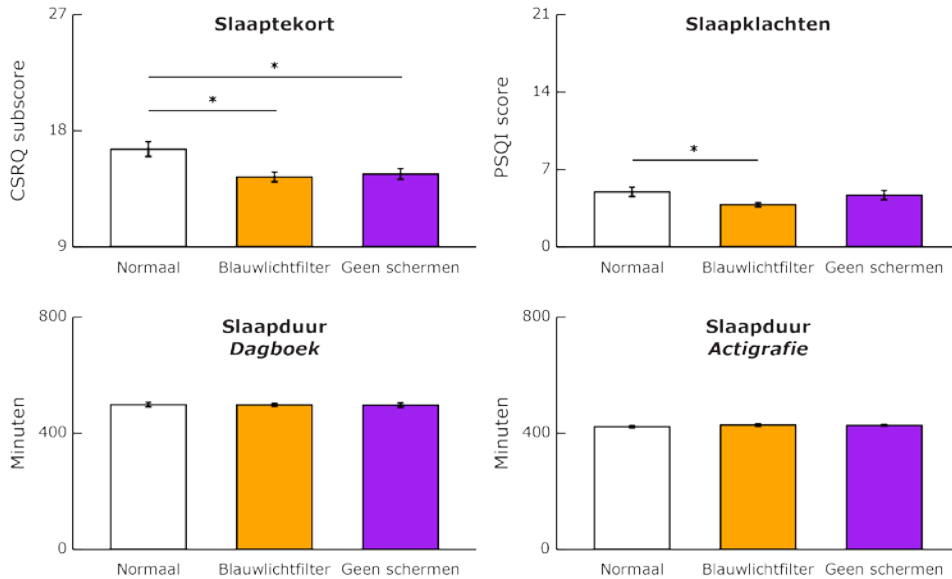 Slaaptekort
CSRQ subscore
27
18
9
*
*
Normaal
Blauwlichtfilter
Geen schermen
Slaapklachten
PSQI score
21
14
7
0
*
Normaal
Blauwlichtfilter
Geen schermen
Slaapduur
Dagboek
Minuten
800
400
0
Normaal
Blauwlichtfilter
Geen schermen
Slaapduur
Actigrafie
Minuten
800
400
0
Normaal
Blauwlichtfilter
Geen schermen